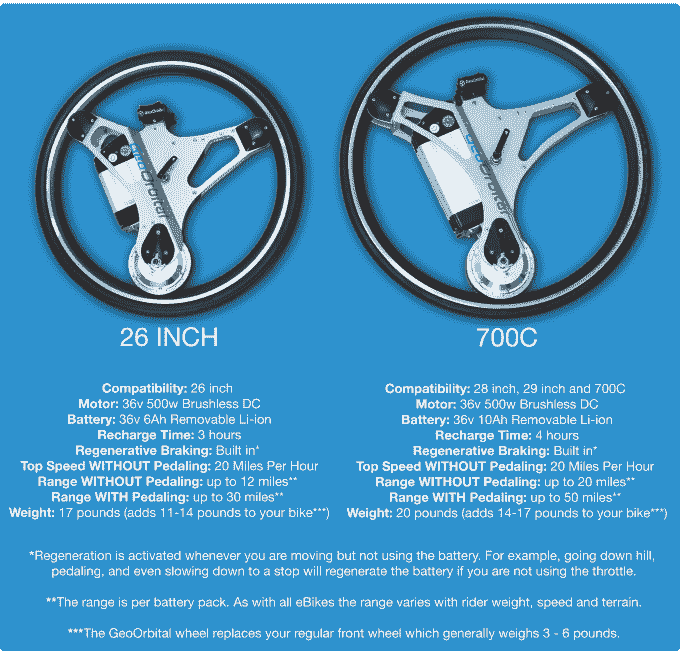 GeoOrbital
GeoOrbital
26 INCH
700C
Compatibility: 26 inch
Motor: 36v 500w Brushless DC
Battery: 36v 6Ah Removable Li-ion
Recharge Time: 3 hours
Regenerative Braking: Built in*
Top Speed WITHOUT Pedaling: 20 Miles Per Hour
Range WITHOUT Pedaling: up to 12 miles**
Range WITH Pedaling: up to 30 miles**
Weight: 17 pounds (adds 11-14 pounds to your bike***)
Compatibility: 28 inch, 29 inch and 700C
Motor: 36v 500w Brushless DC
Battery: 36v 10Ah Removable Li-ion
Recharge Time: 4 hours
Regenerative Braking: Built in*
Top Speed WITHOUT Pedaling: 20 Miles Per Hour
Range WITHOUT Pedaling: up to 20 miles**
Range WITH Pedaling: up to 50 miles**
Weight: 20 pounds (adds 14-17 pounds to your bike***)
*Regeneration is activated whenever you are moving but not using the battery. For example, going down hill,
pedaling, and even slowing down to a stop will regenerate the battery if you are not using the throttle.
**The range is per battery pack. As with all eBikes the range varies with rider weight, speed and terrain.
***The GeoOrbital wheel replaces your regular front wheel which generally weighs 3 - 6 pounds.